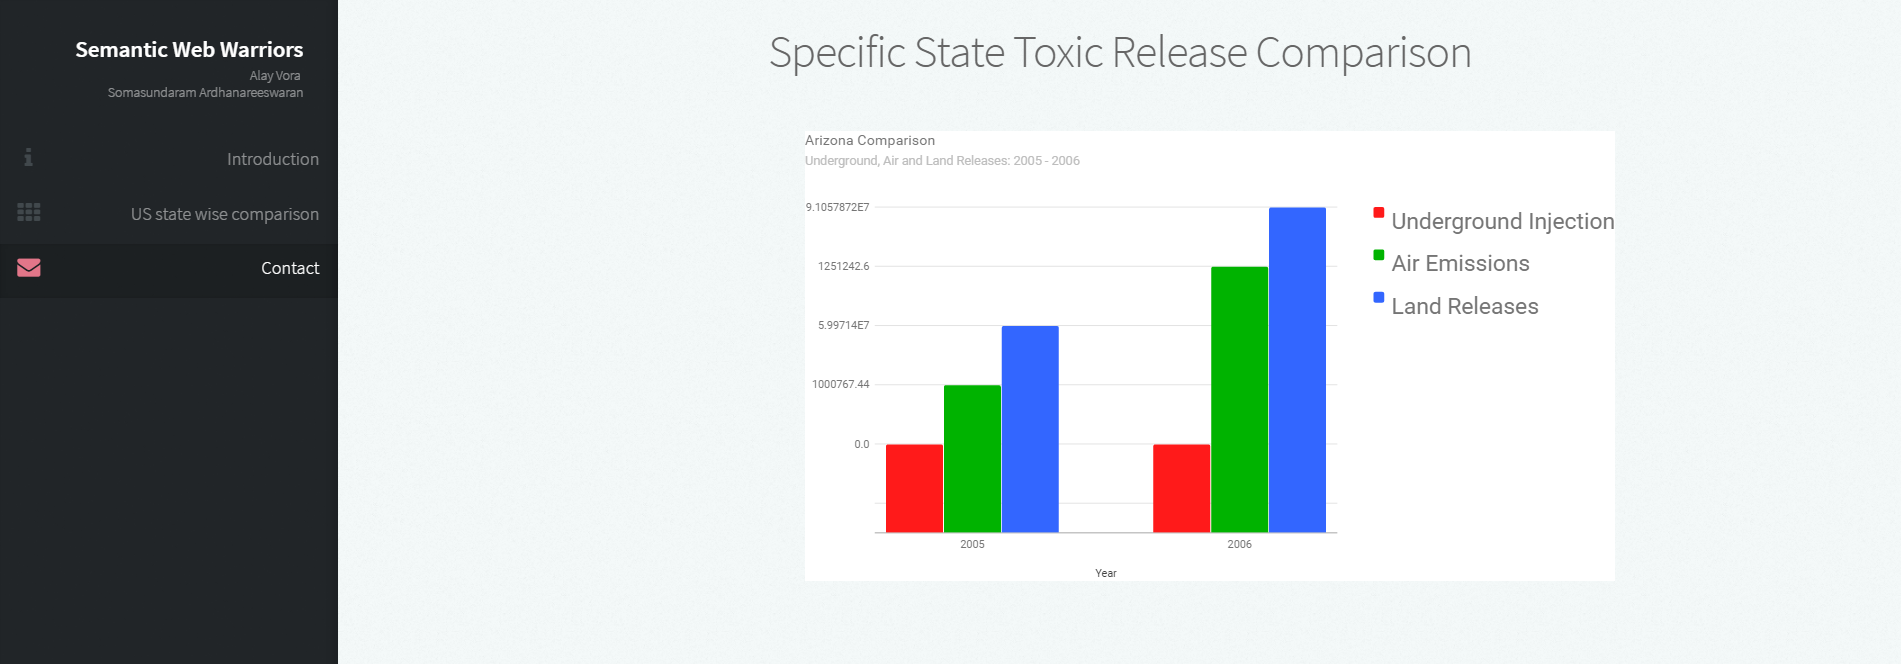 Semantic Web Warriors
Alay Vora
Somasundaram Ardhanareeswaran
Introduction
US state wise comparison
Contact
Specific State Toxic Release Comparison
Arizona Comparison
Underground, Air and Land Releases: 2005 - 2006
9.1057872E7
1251242.6
5.99714E7
1000767.44
0.0
2005
2006
Year
Underground Injection
Air Emissions
Land Releases